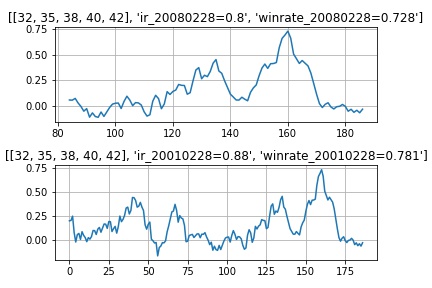 [[32, 35, 38, 40, 42], 'ir_20080228=0.8', 'winrate_20080228=0.728']
0.75
0.50
0.25
0.00
80 100 120 140 160 180
[[32, 35, 38, 40, 42], 'ir_20010228=0.88', 'winrate_20010228=0.781']
0.75
0.50
0.25
0.00
0 25 50 75 100 125 150 175